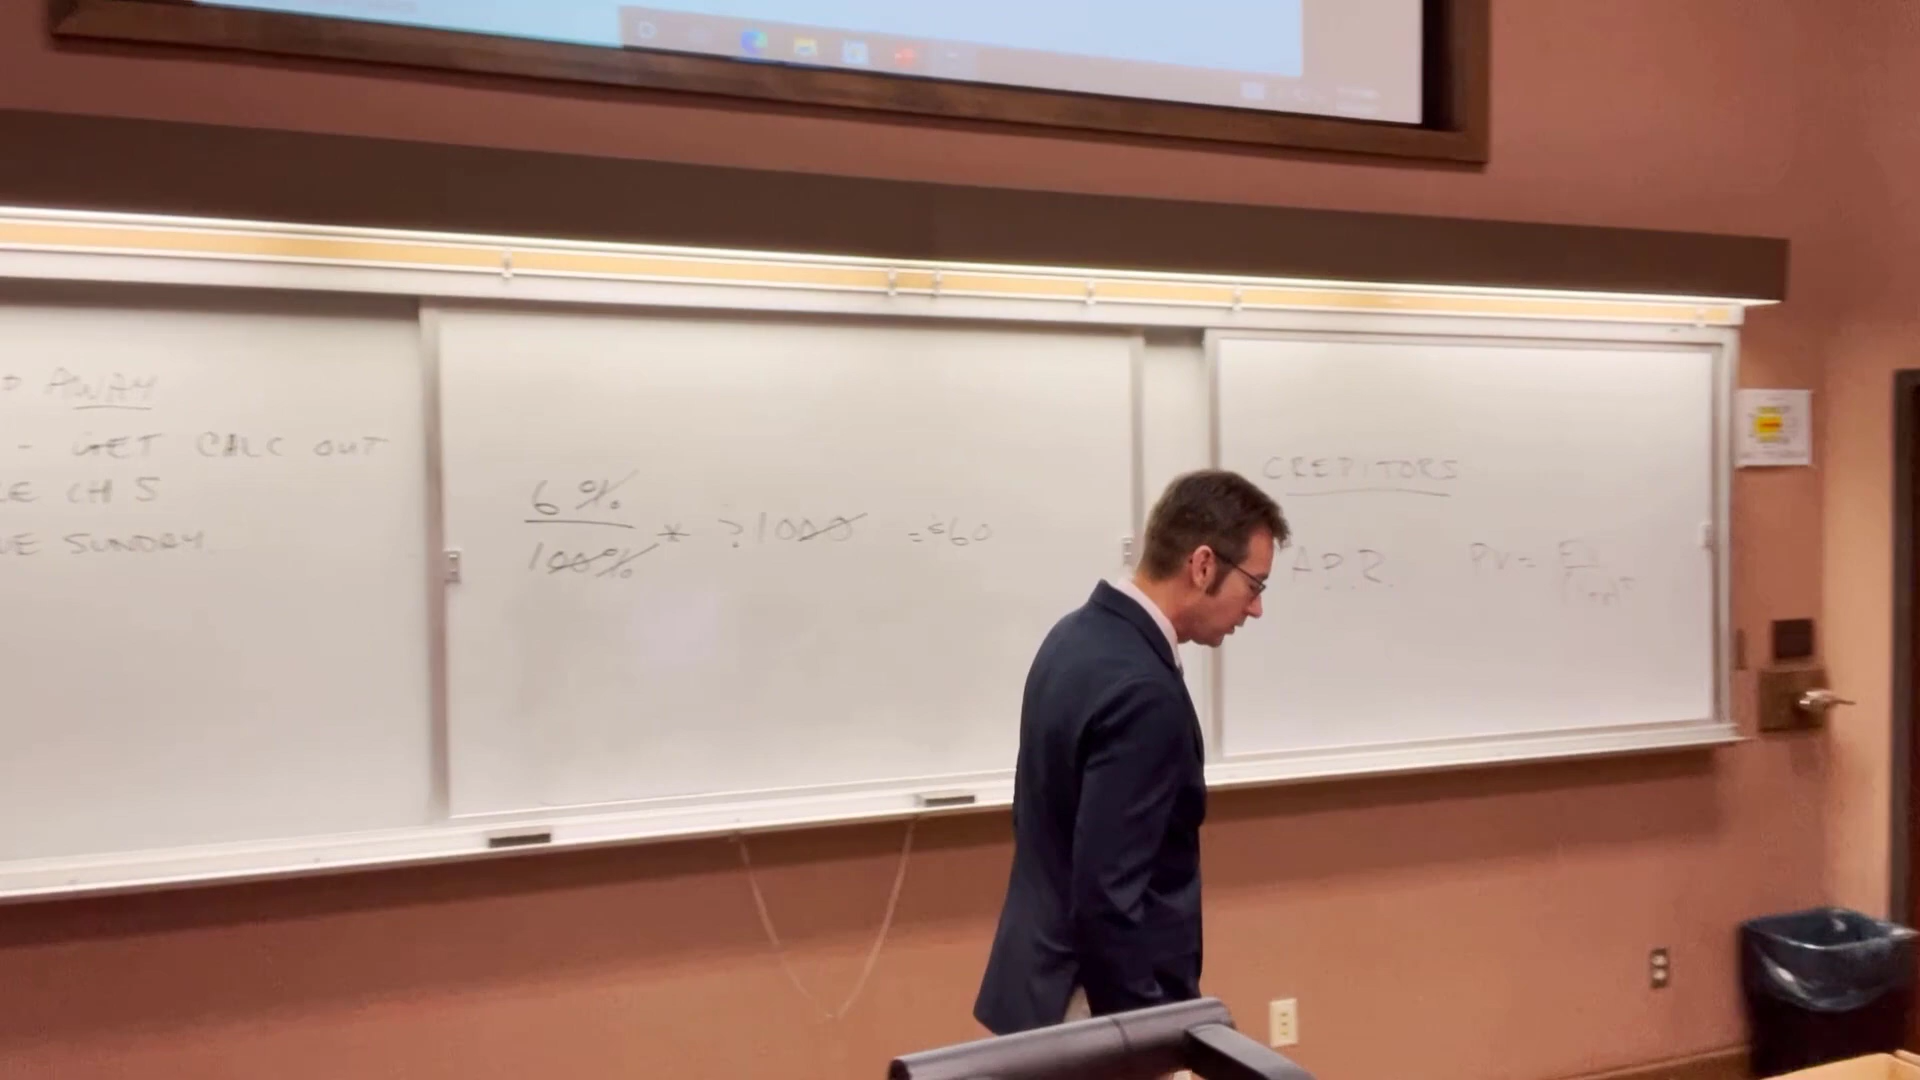 AWAY
- GET CALC OUT
CH 5
SUNDAY
6%
100%
* ? 1000 = $60
CREDITORS
A P R
PV =